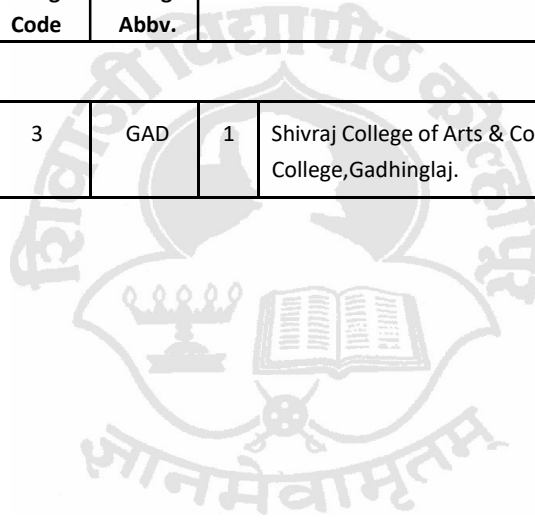 Code Abbv.
3 GAD 1 Shivraj College of Arts & Co
College,Gadhinglaj.
शिवाजी विद्यापीठ कोल्हापूर
ज्ञानमेवामृतम्